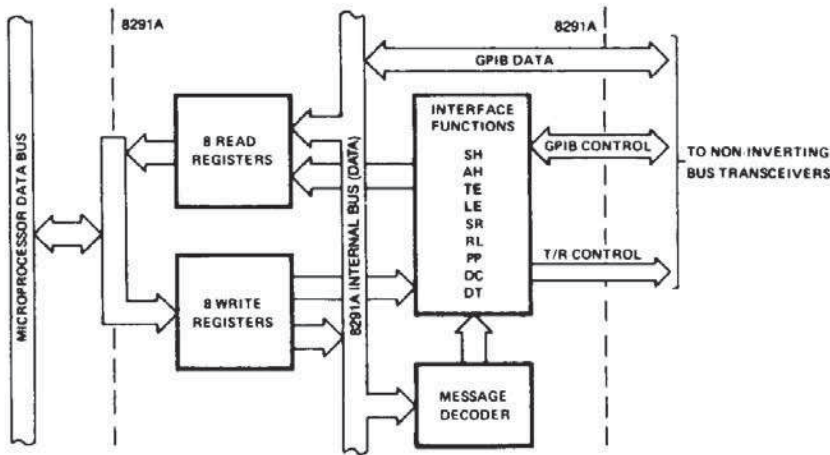 8291A
8291A
MICROPROCESSOR DATA BUS
8 READ
REGISTERS
8 WRITE
REGISTERS
8291A INTERNAL BUS (DATA)
GPIB DATA
INTERFACE
FUNCTIONS
SH
AH
TE
LE
SR
RL
PP
DC
DT
MESSAGE
DECODER
GPIB CONTROL
T/R CONTROL
TO NON-INVERTING
BUS TRANSCEIVERS